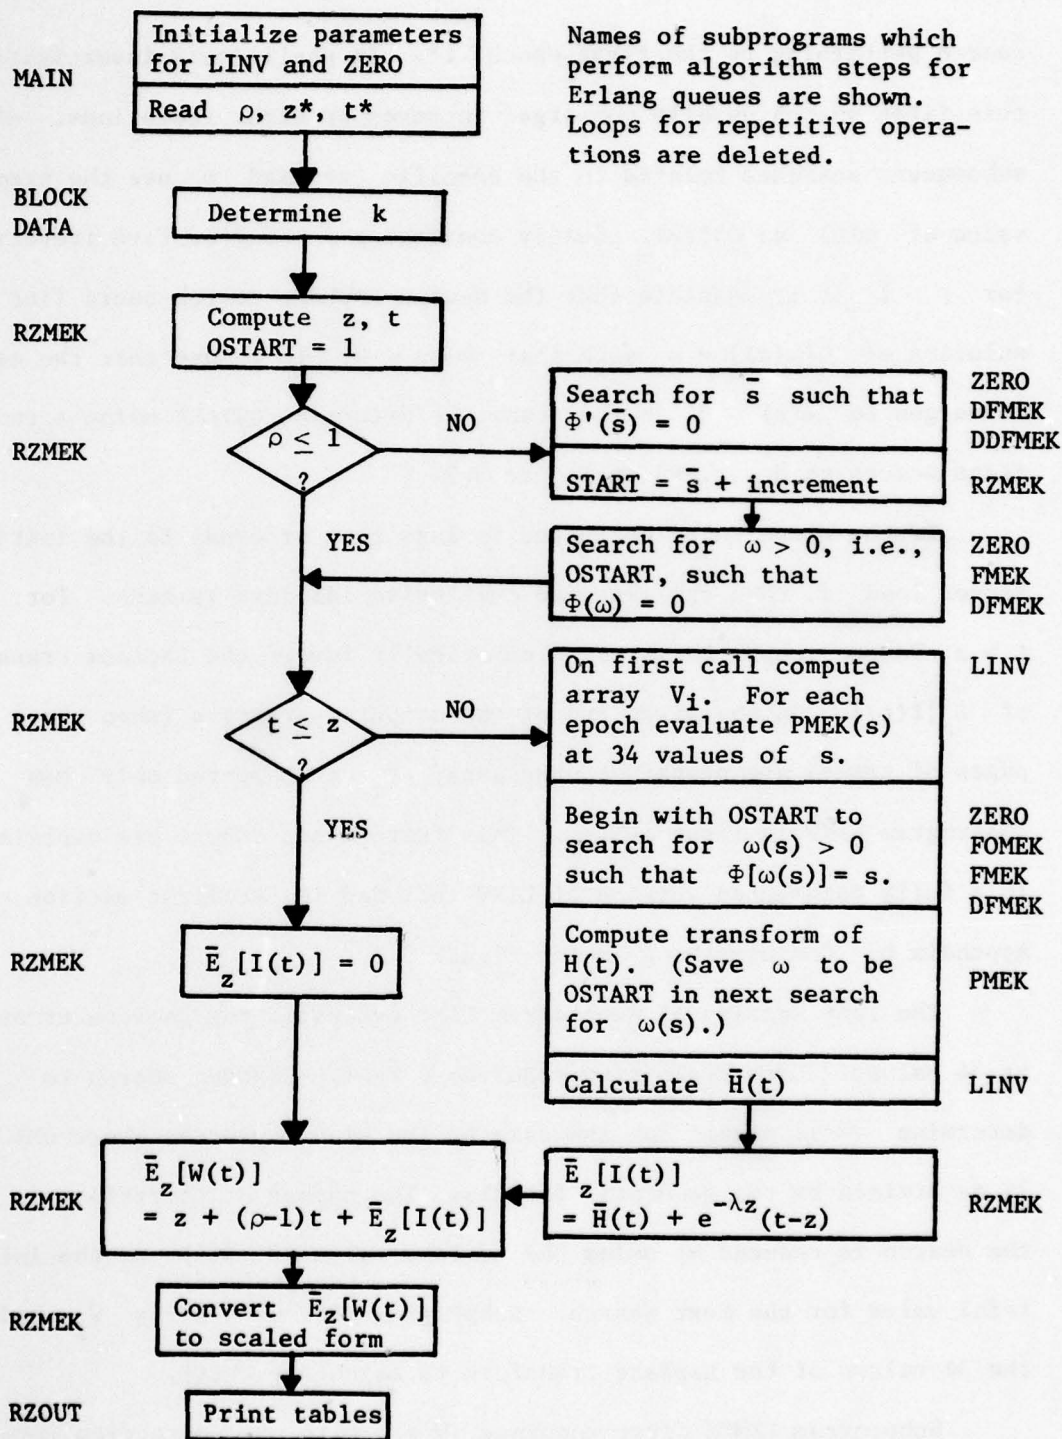 Initialize parameters
for LINV and ZERO
MAIN
Read ρ, z*, t*
Names of subprograms which
perform algorithm steps for
Erlang queues are shown.
Loops for repetitive opera-
tions are deleted.
BLOCK
DATA
Determine k
RZMEK
Compute z, t
OSTART = 1
RZMEK
ρ ≤ 1
?
NO
YES
Search for s̄ such that
Φ'(s̄) = 0
ZERO
DFMEK
DDFMEK
START = s̄ + increment
RZMEK
Search for ω > 0, i.e.,
OSTART, such that
Φ(ω) = 0
ZERO
FMEK
DFMEK
RZMEK
t ≤ z
?
NO
YES
On first call compute
array Vi. For each
epoch evaluate PMEK(s)
at 34 values of s.
LINV
Begin with OSTART to
search for ω(s) > 0
such that Φ[ω(s)] = s.
ZERO
FOMEK
FMEK
DFMEK
Compute transform of
H(t). (Save ω to be
OSTART in next search
for ω(s).)
PMEK
Calculate H̄(t)
LINV
RZMEK
Ēz[I(t)] = 0
Ēz[I(t)]
= H̄(t) + e^-λz(t-z)
RZMEK
RZMEK
Ēz[W(t)]
= z + (ρ-1)t + Ēz[I(t)]
RZMEK
Convert Ēz[W(t)]
to scaled form
RZOUT
Print tables